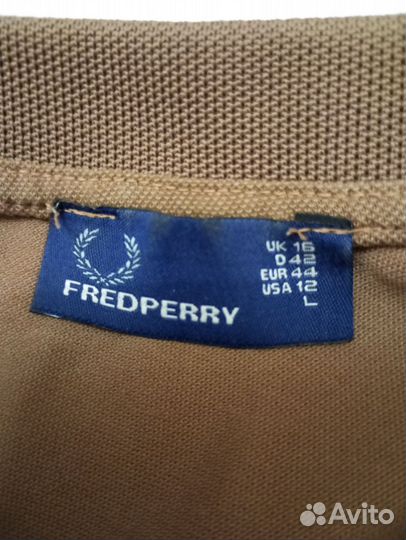 FREDPERRY
UK 16
D 42
EUR 44
USA 12
L
Avito